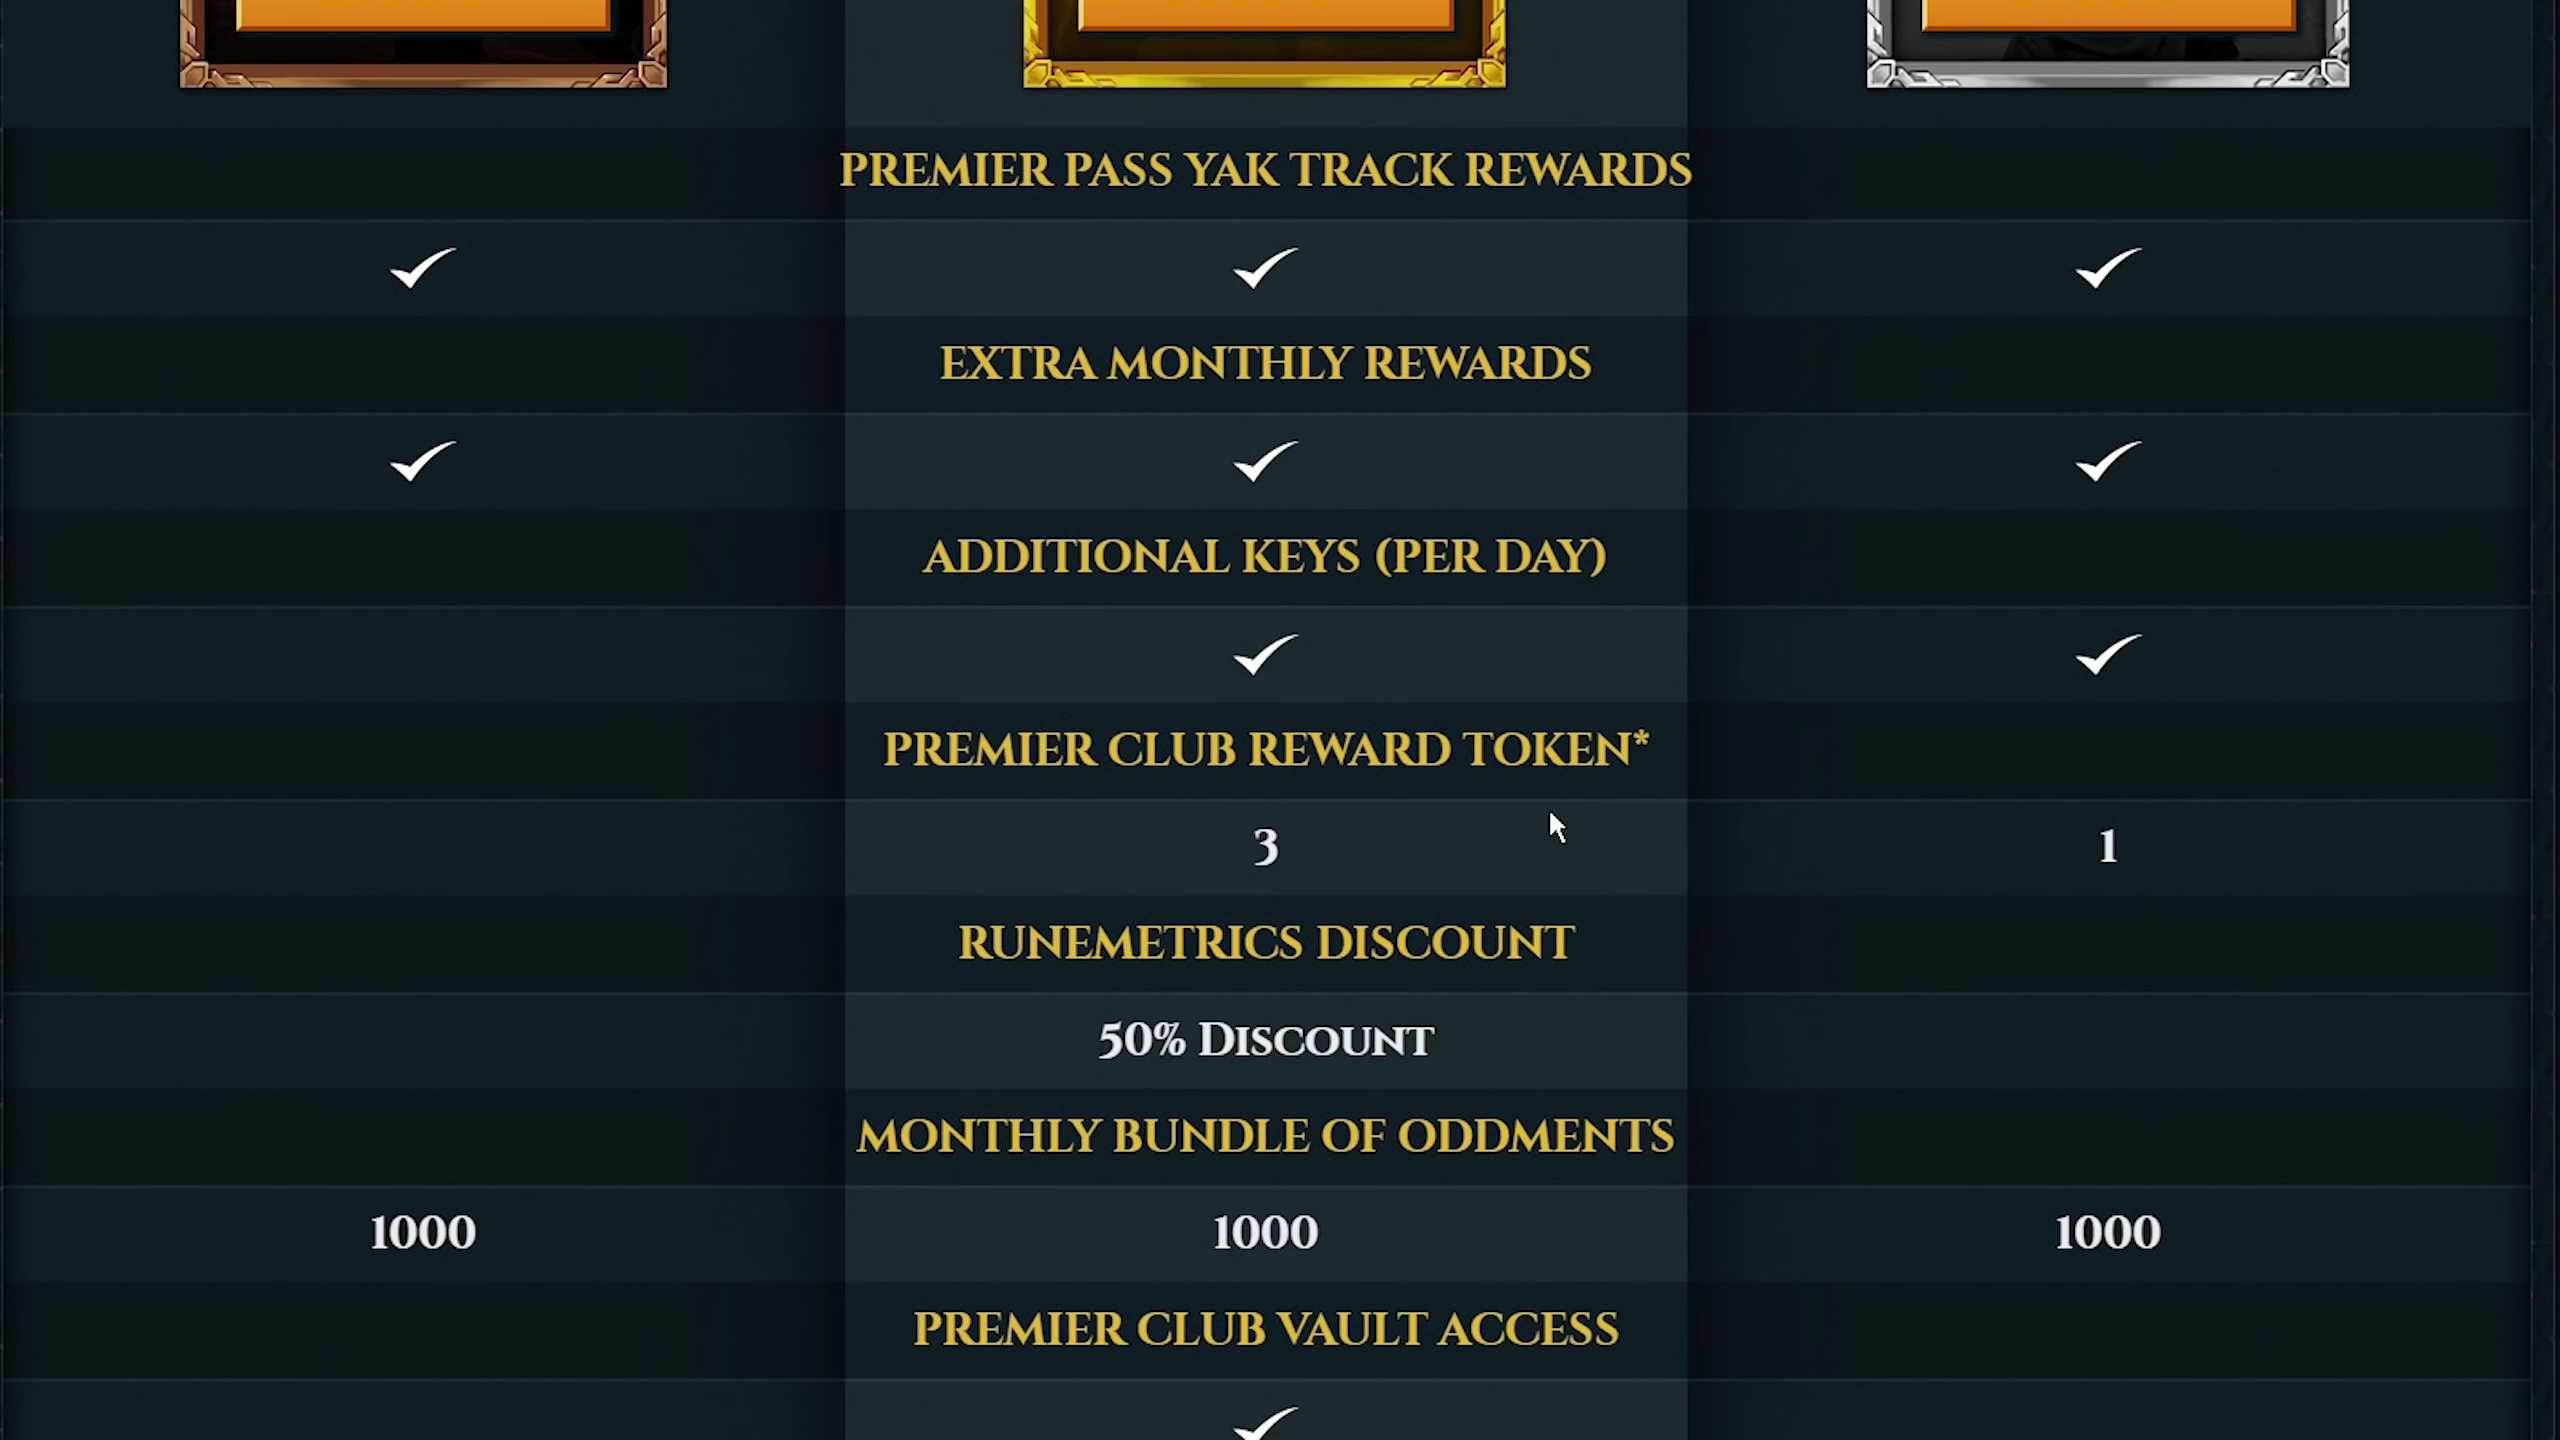 PREMIER PASS YAK TRACK REWARDS
EXTRA MONTHLY REWARDS
ADDITIONAL KEYS (PER DAY)
PREMIER CLUB REWARD TOKEN*
3 1
RUNEMETRICS DISCOUNT
50% DISCOUNT
MONTHLY BUNDLE OF ODDMENTS
1000 1000 1000
PREMIER CLUB VAULT ACCESS